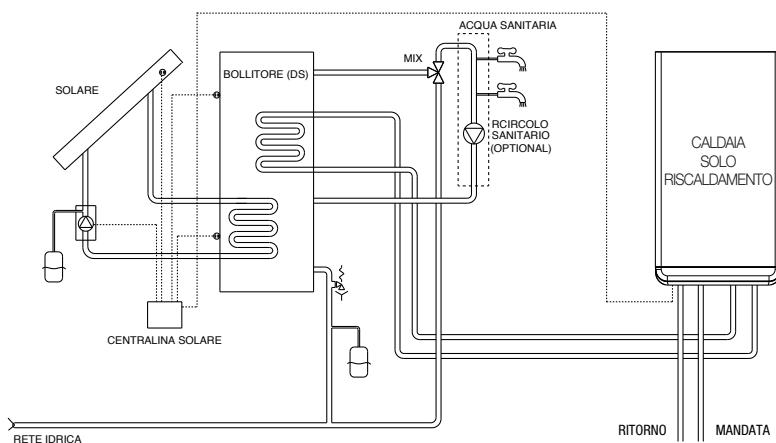 ACQUA SANITARIA
MIX
BOLLITORE (DS)
SOLARE
RCIRCOLO
SANITARIO
(OPTIONAL)
CALDAIA
SOLO
RISCALDAMENTO
CENTRALINA SOLARE
RITORNO
MANDATA
RETE IDRICA